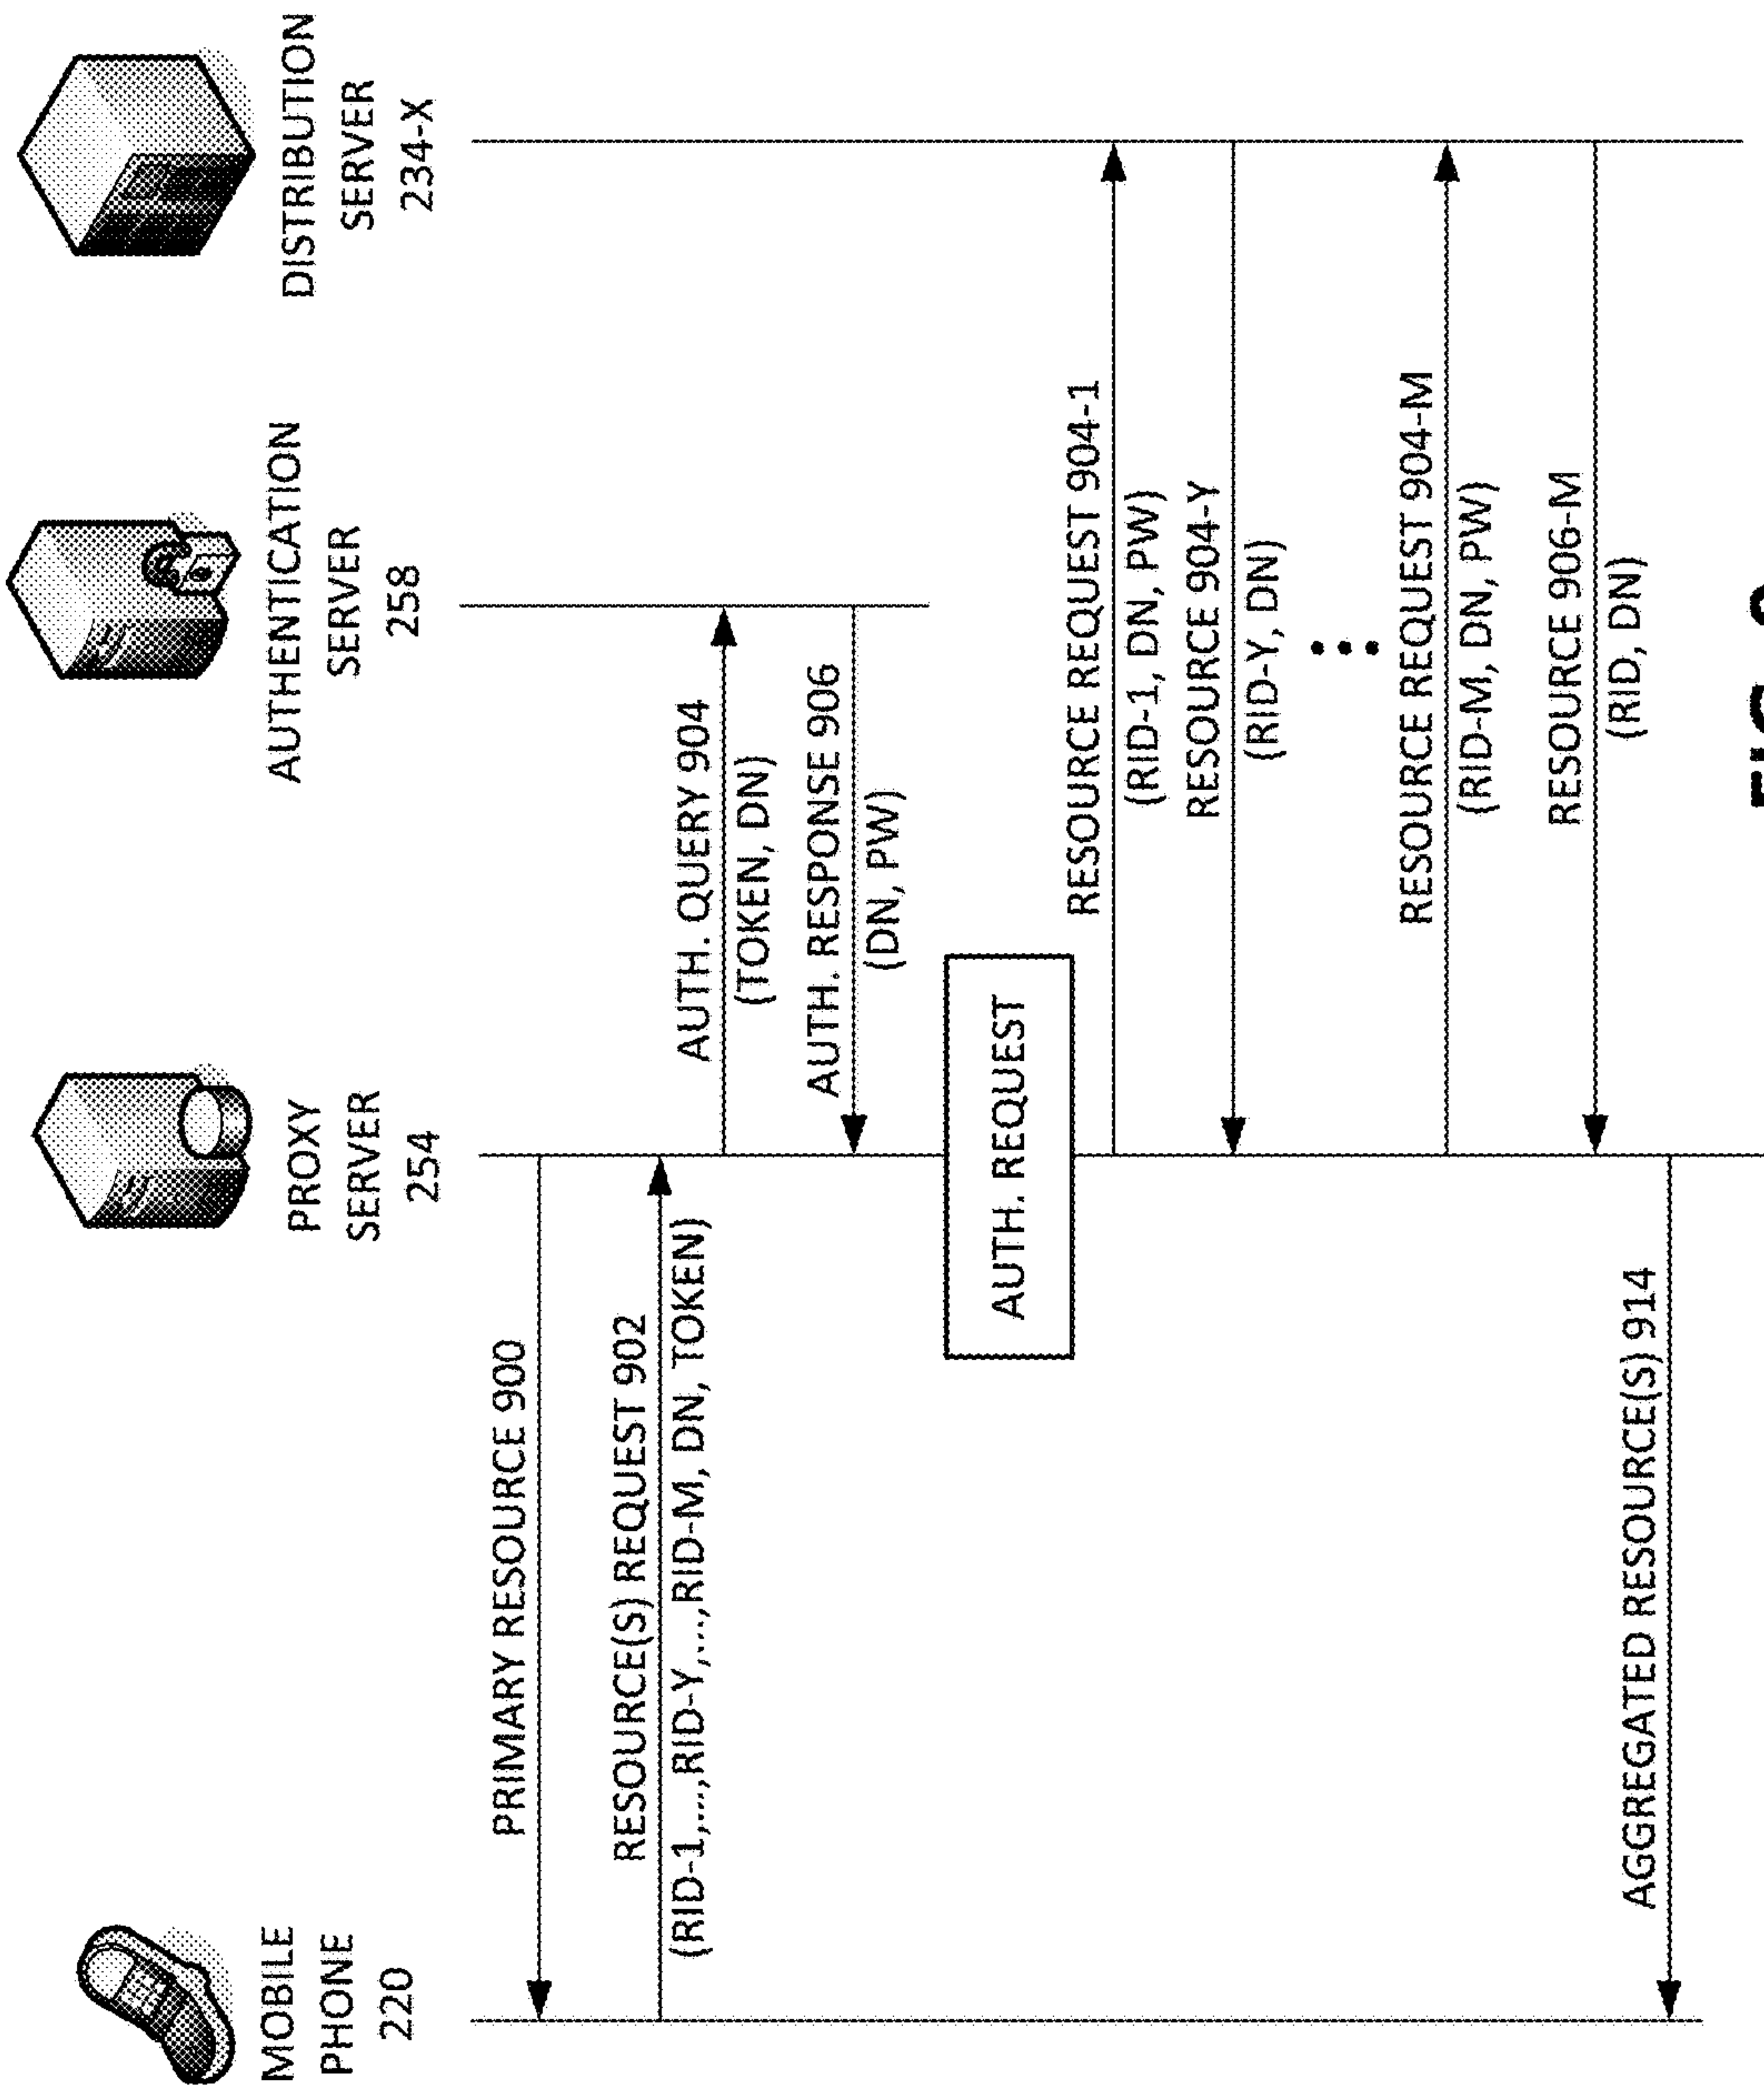 MOBILE
PHONE
220
PROXY
SERVER
254
AUTHENTICATION
SERVER
258
DISTRIBUTION
SERVER
234-X
PRIMARY RESOURCE 900
RESOURCE(S) REQUEST 902
(RID-1,...,RID-Y,...,RID-M, DN, TOKEN)
AUTH. QUERY 904
(TOKEN, DN)
AUTH. RESPONSE 906
(DN, PW)
AUTH. REQUEST
RESOURCE REQUEST 904-1
(RID-1, DN, PW)
RESOURCE 904-Y
(RID-Y, DN)
RESOURCE REQUEST 904-M
(RID-M, DN, PW)
RESOURCE 906-M
(RID, DN)
AGGREGATED RESOURCE(S) 914